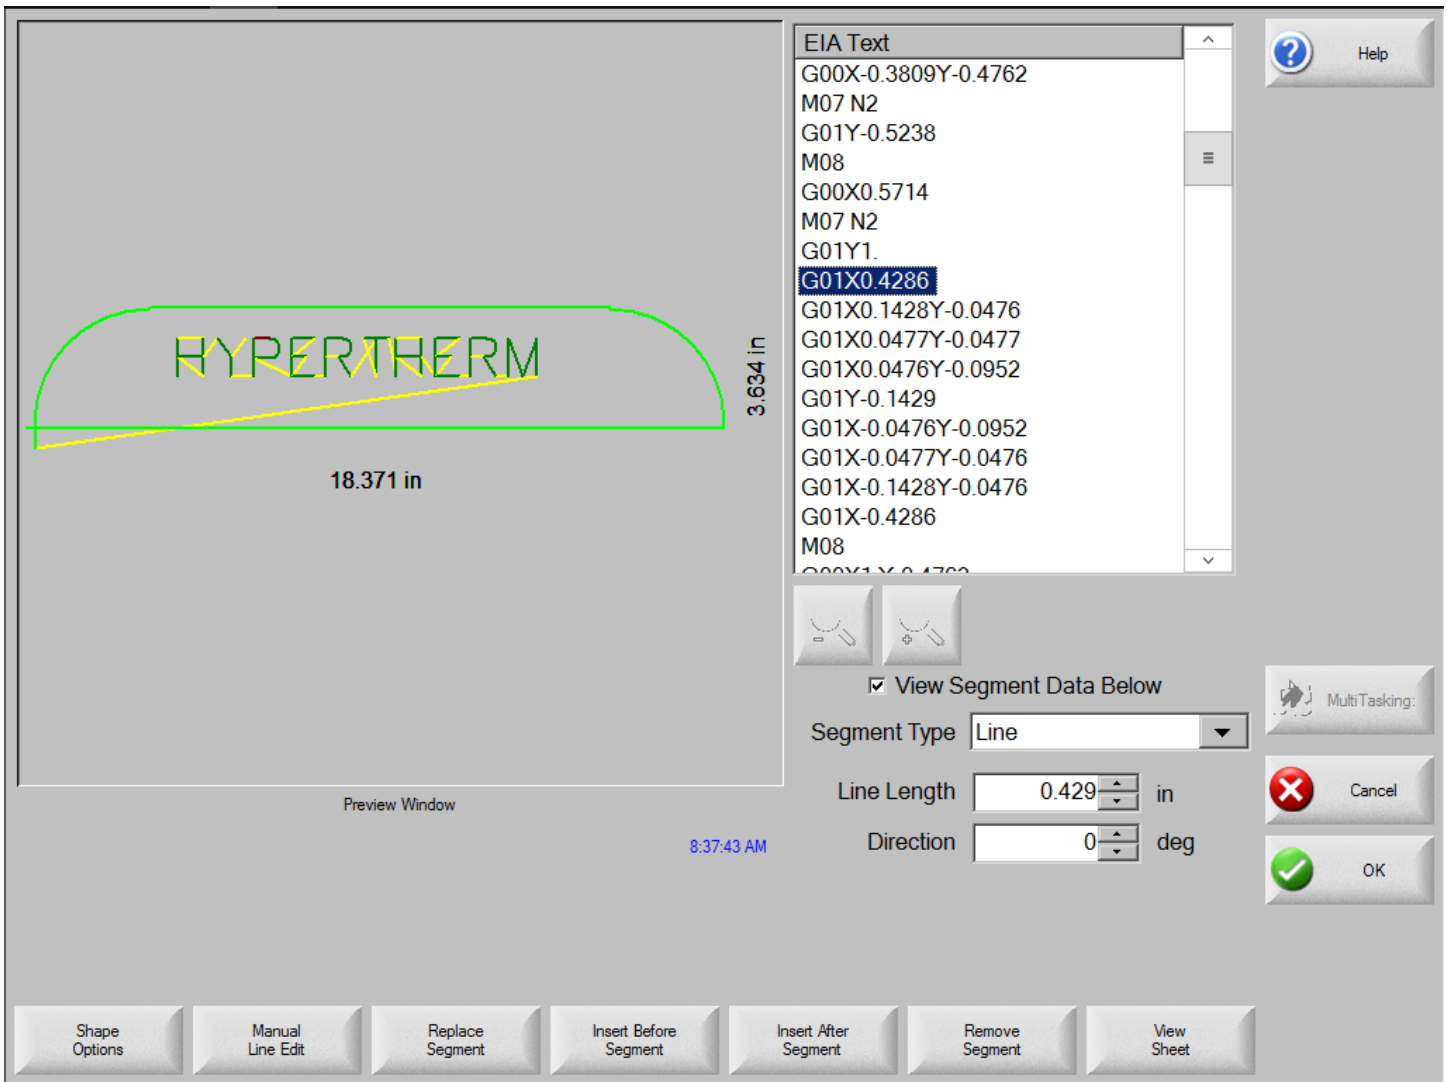 EIA Text
G00X-0.3809Y-0.4762
M07 N2
G01Y-0.5238
M08
G00X0.5714
M07 N2
G01Y1.
G01X0.4286
G01X0.1428Y-0.0476
G01X0.0477Y-0.0477
G01X0.0476Y-0.0952
G01Y-0.1429
G01X-0.0476Y-0.0952
G01X-0.0477Y-0.0476
G01X-0.1428Y-0.0476
G01X-0.4286
M08
Help
HYPERTHERM
3.634 in
18.371 in
Preview Window
8:37:43 AM
View Segment Data Below
Segment Type Line
Line Length 0.429 in
Direction 0 deg
MultiTasking:
Cancel
OK
Shape
Options
Manual
Line Edit
Replace
Segment
Insert Before
Segment
Insert After
Segment
Remove
Segment
View
Sheet